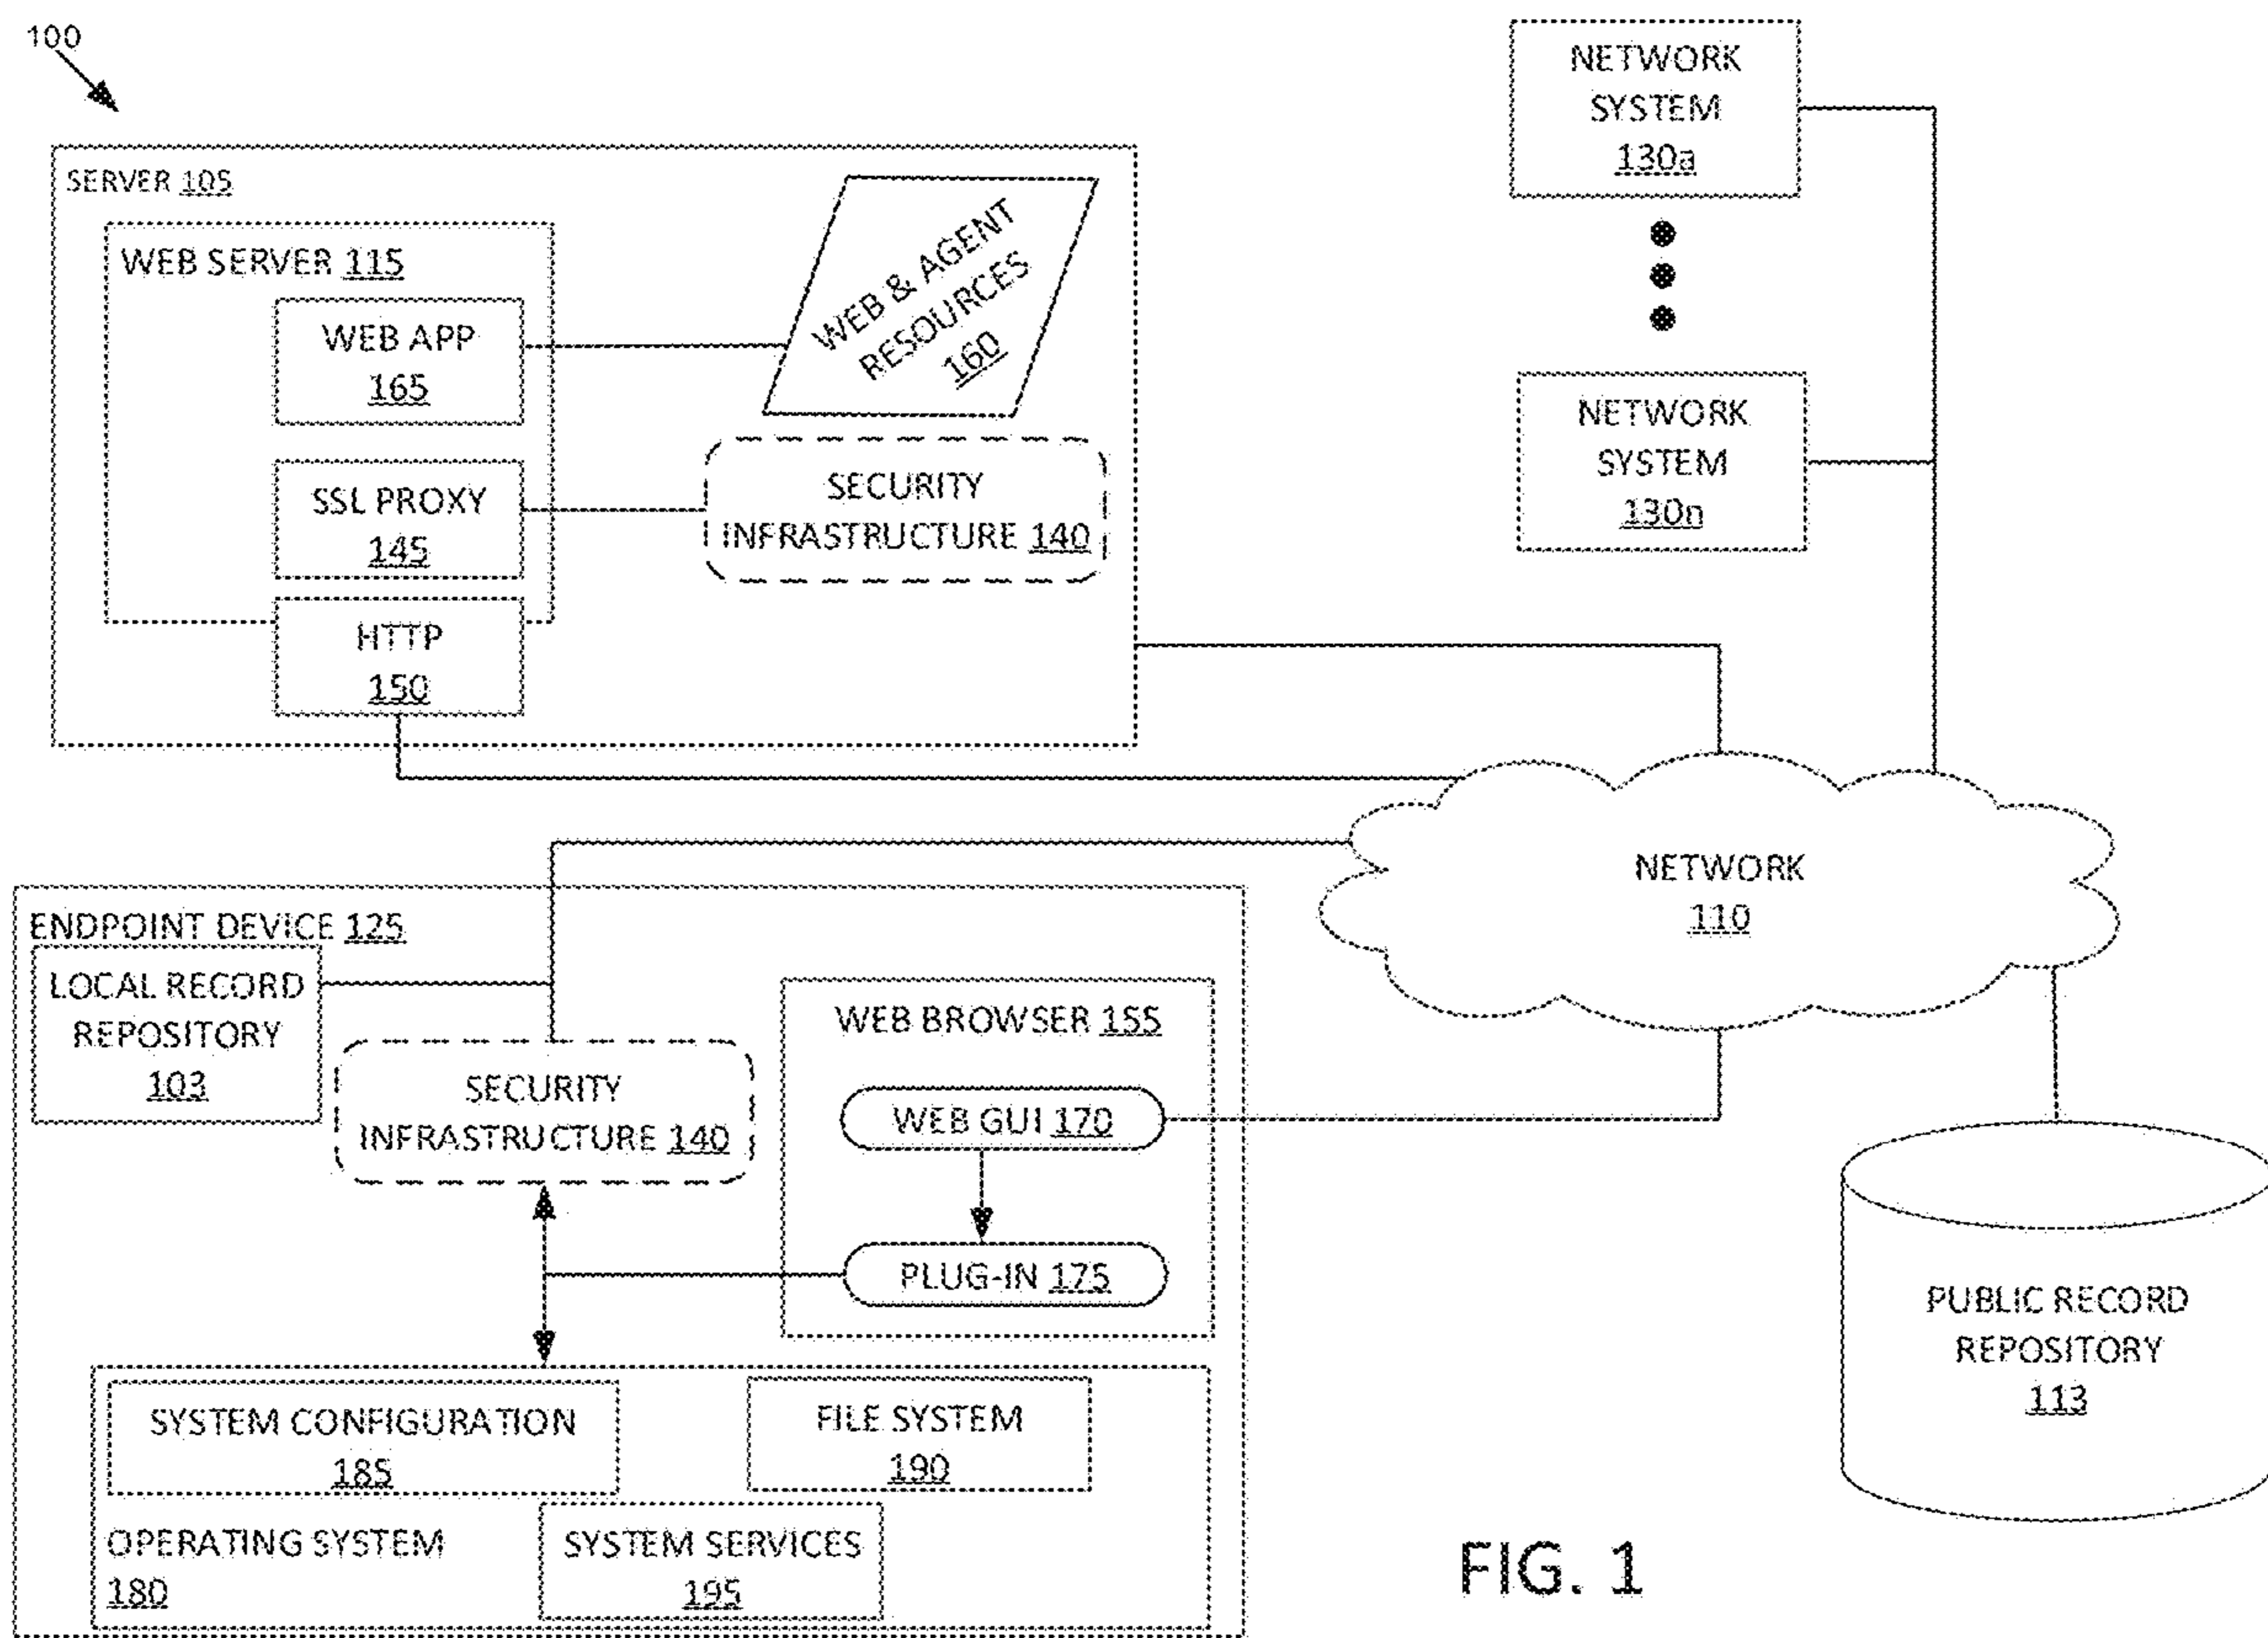 100
SERVER 105
WEB SERVER 115
WEB APP
165
SSL PROXY
145
HTTP
150
WEB & AGENT
RESOURCES
160
SECURITY
INFRASTRUCTURE 140
NETWORK
SYSTEM
130a
NETWORK
SYSTEM
130n
NETWORK
110
ENDPOINT DEVICE 125
LOCAL RECORD
REPOSITORY
103
SECURITY
INFRASTRUCTURE 140
WEB BROWSER 155
WEB GUI 170
PLUG-IN 175
SYSTEM CONFIGURATION
185
FILE SYSTEM
190
OPERATING SYSTEM
180
SYSTEM SERVICES
195
PUBLIC RECORD
REPOSITORY
113
FIG. 1